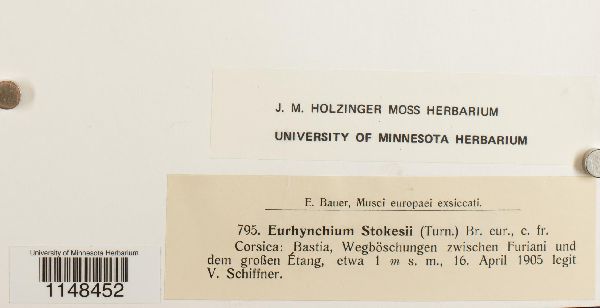 J. M. HOLZINGER MOSS HERBARIUM
UNIVERSITY OF MINNESOTA HERBARIUM
E. Bauer, Musci europaei exsiccati.
795. Eurhynchium Stokesii (Turn.) Br. eur., c. fr.
Corsica: Bastia, Wegböschungen zwischen Furiani und
dem großen Étang, etwa 1 m s. m., 16. April 1905 legit
V. Schiffner.
University of Minnesota Herbarium
1148452